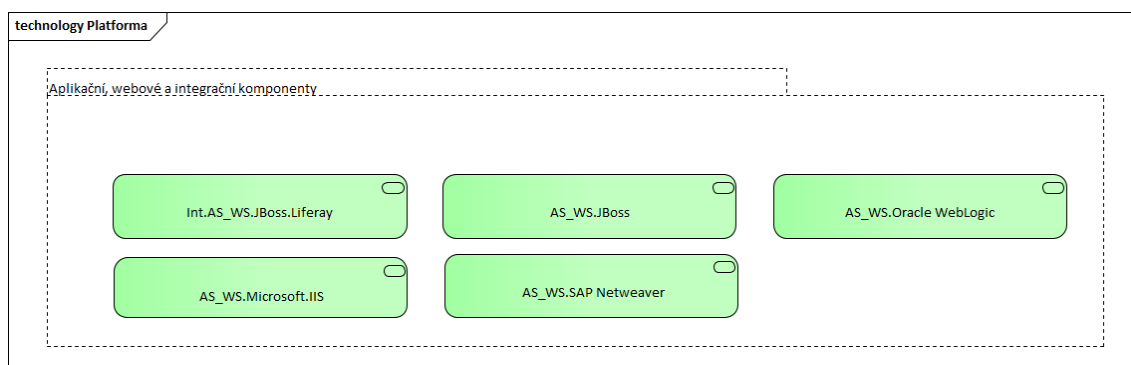 technology Platforma
Aplikační, webové a integrační komponenty
Int.AS_WS.JBoss.Liferay
AS_WS.JBoss
AS_WS.Oracle WebLogic
AS_WS.Microsoft.IIS
AS_WS.SAP Netweaver